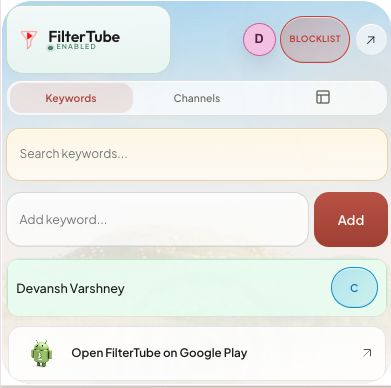 FilterTube
ENABLED
D
BLOCKLIST
Keywords
Channels
Search keywords...
Add keyword...
Add
Devansh Varshney
C
Open FilterTube on Google Play